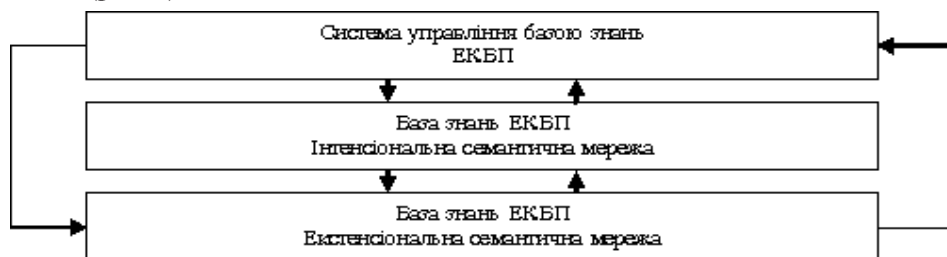 Система управління базою знань
ЕКБП
База знань ЕКБП
Інтенсіональна семантична мережа
База знань ЕКБП
Екстенсіональна семантична мережа